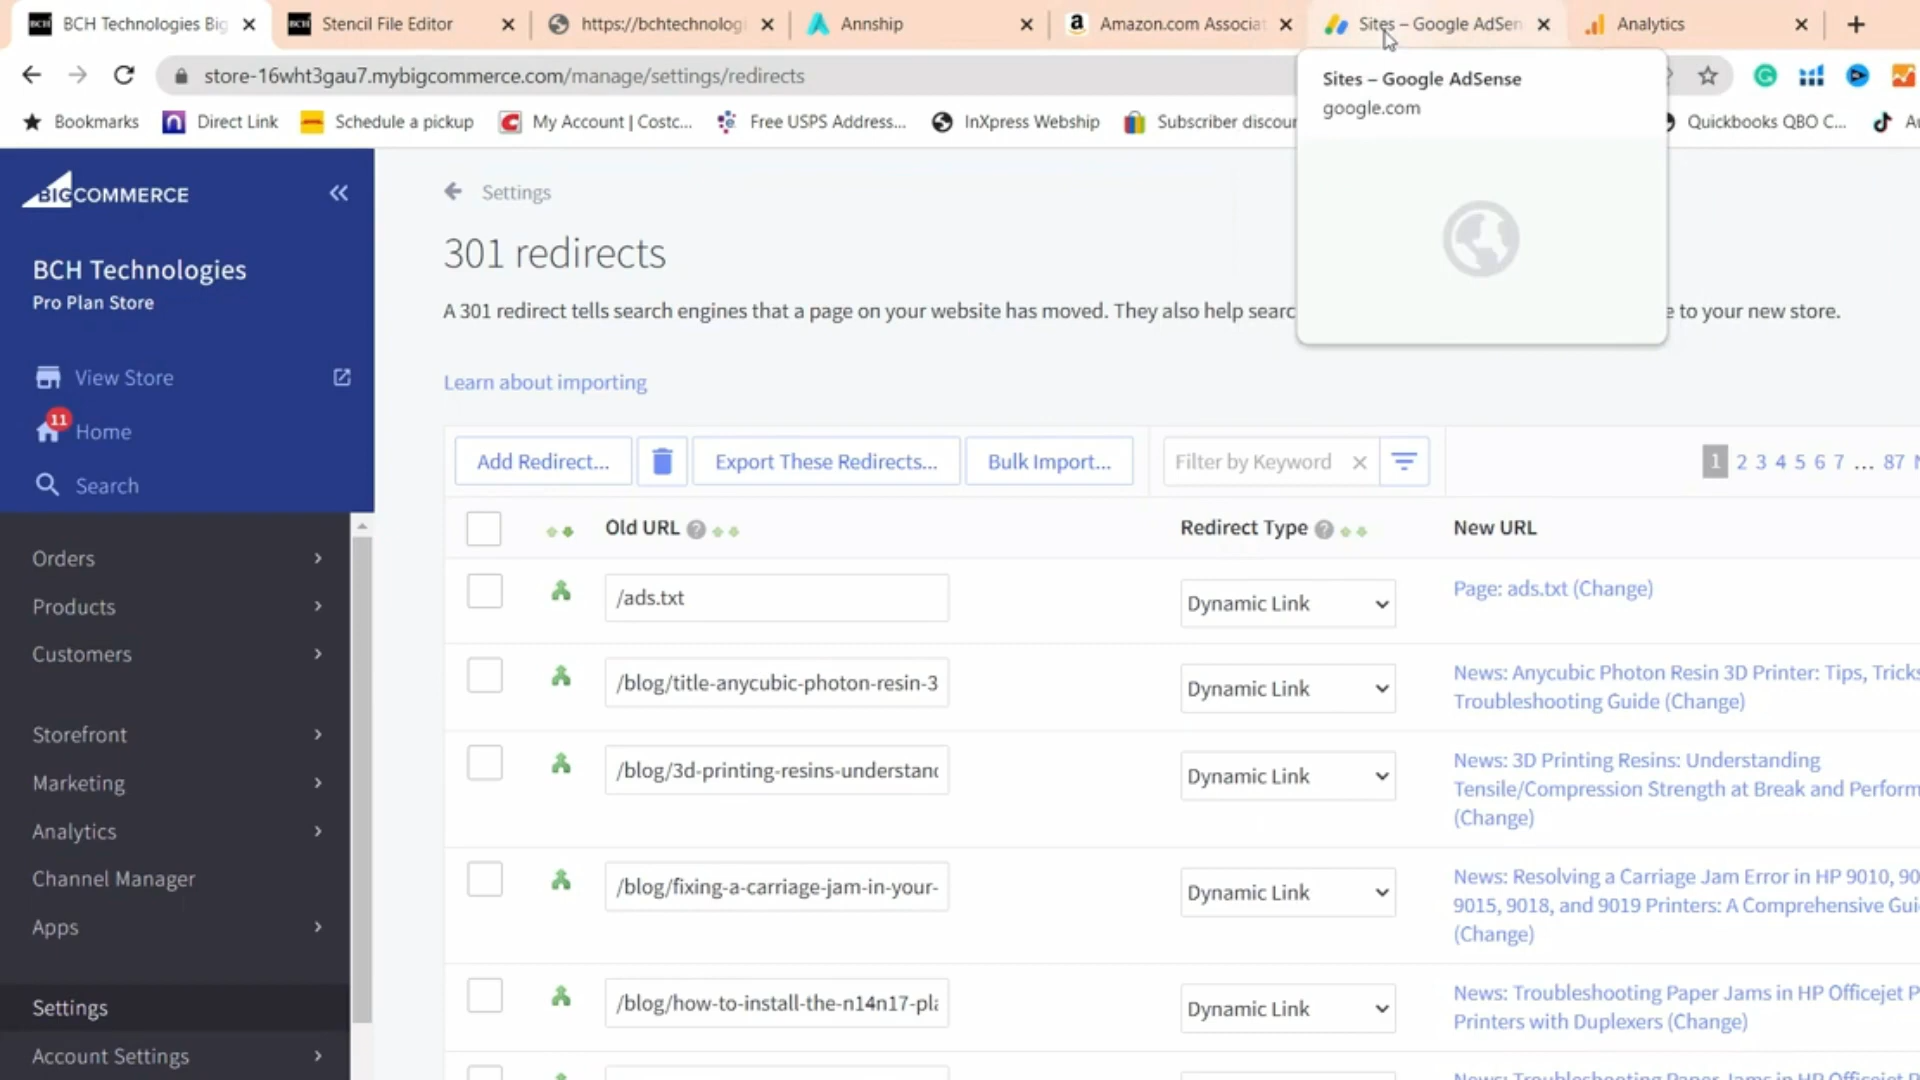 BCH Technologies Big
Stencil File Editor
https://bchtechnologi
Annship
Amazon.com Associat
Sites – Google AdSen
Analytics
store-16wht3gau7.mybigcommerce.com/manage/settings/redirects
Sites – Google AdSense
google.com
Bookmarks
Direct Link
Schedule a pickup
My Account | Costc...
Free USPS Address...
InXpress Webship
Subscriber discour
Quickbooks QBO C...
BIGCOMMERCE
BCH Technologies
Pro Plan Store
View Store
11
Home
Search
Orders
Products
Customers
Storefront
Marketing
Analytics
Channel Manager
Apps
Settings
Account Settings
Settings
301 redirects
A 301 redirect tells search engines that a page on your website has moved. They also help searc
e to your new store.
Learn about importing
Add Redirect...
Export These Redirects...
Bulk Import...
Filter by Keyword
1 2 3 4 5 6 7 ... 87 N
Old URL
Redirect Type
New URL
/ads.txt
Dynamic Link
Page: ads.txt (Change)
/blog/title-anycubic-photon-resin-3
Dynamic Link
News: Anycubic Photon Resin 3D Printer: Tips, Tricks
Troubleshooting Guide (Change)
/blog/3d-printing-resins-understand
Dynamic Link
News: 3D Printing Resins: Understanding
Tensile/Compression Strength at Break and Perform
(Change)
/blog/fixing-a-carriage-jam-in-your-
Dynamic Link
News: Resolving a Carriage Jam Error in HP 9010, 90
9015, 9018, and 9019 Printers: A Comprehensive Gui
(Change)
/blog/how-to-install-the-n14n17-pla
Dynamic Link
News: Troubleshooting Paper Jams in HP Officejet P
Printers with Duplexers (Change)